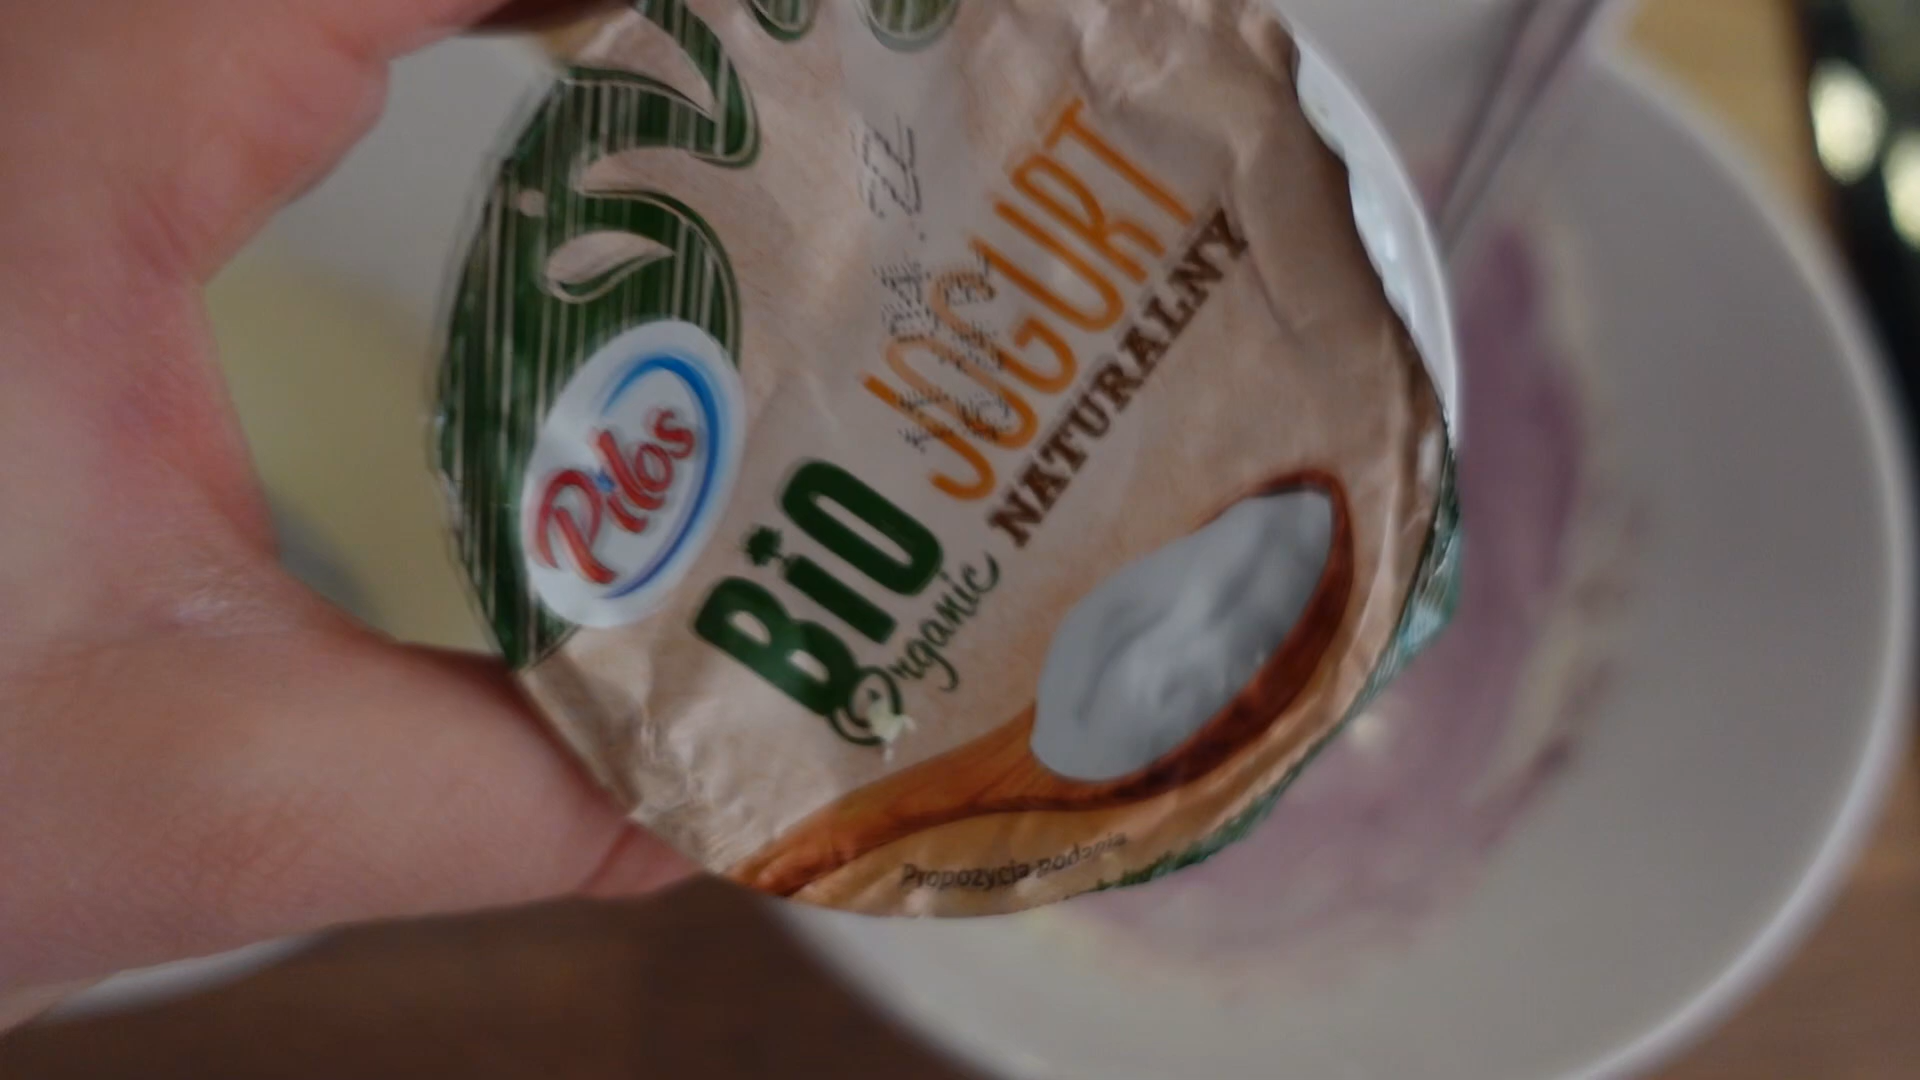 Pilos
BiO
Organic
JOGURT
NATURALNY
Propozycja podania